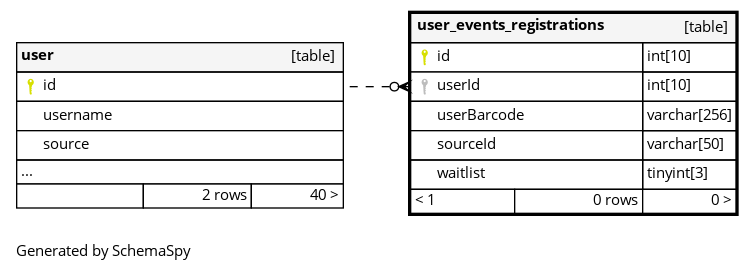 user [table]
id
username
source
...
2 rows 40 >
user_events_registrations [table]
id int[10]
userId int[10]
userBarcode varchar[256]
sourceId varchar[50]
waitlist tinyint[3]
< 1 0 rows 0 >
Generated by SchemaSpy